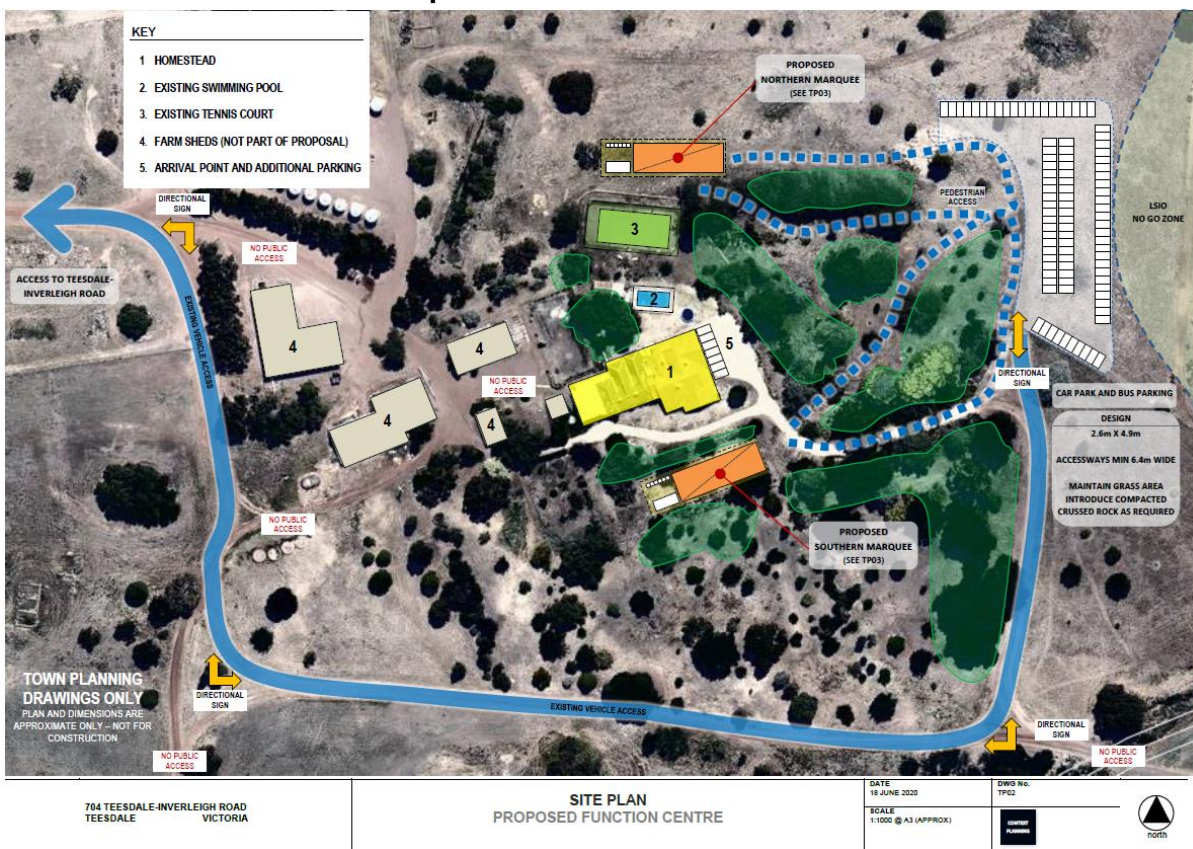 KEY
1 HOMESTEAD
2. EXISTING SWIMMING POOL
3. EXISTING TENNIS COURT
4. FARM SHEDS (NOT PART OF PROPOSAL)
5. ARRIVAL POINT AND ADDITIONAL PARKING
PROPOSED
NORTHERN MARQUEE
(SEE TP03)
DIRECTIONAL
SIGN
NO PUBLIC
ACCESS
ACCESS TO TEESDALE-
INVERLEIGH ROAD
EXISTING VEHICLE ACCESS
PEDESTRIAN
ACCESS
LSIO
NO GO ZONE
3
2
5
1
4
4
4
4
NO PUBLIC
ACCESS
DIRECTIONAL
SIGN
CAR PARK AND BUS PARKING
DESIGN
2.6m X 4.9m
ACCESSWAYS MIN 6.4m WIDE
MAINTAIN GRASS AREA
INTRODUCE COMPACTED
CRUSSED ROCK AS REQUIRED
NO PUBLIC
ACCESS
PROPOSED
SOUTHERN MARQUEE
(SEE TP03)
TOWN PLANNING
DRAWINGS ONLY
PLAN AND DIMENSIONS ARE
APPROXIMATE ONLY – NOT FOR
CONSTRUCTION
DIRECTIONAL
SIGN
EXISTING VEHICLE ACCESS
DIRECTIONAL
SIGN
NO PUBLIC
ACCESS
NO PUBLIC
ACCESS
704 TEESDALE-INVERLEIGH ROAD
TEESDALE VICTORIA
SITE PLAN
PROPOSED FUNCTION CENTRE
DATE
18 JUNE 2020
SCALE
1:1000 @ A3 (APPROX)
DWG No.
TP02
CONTEXT
PLANNING
north